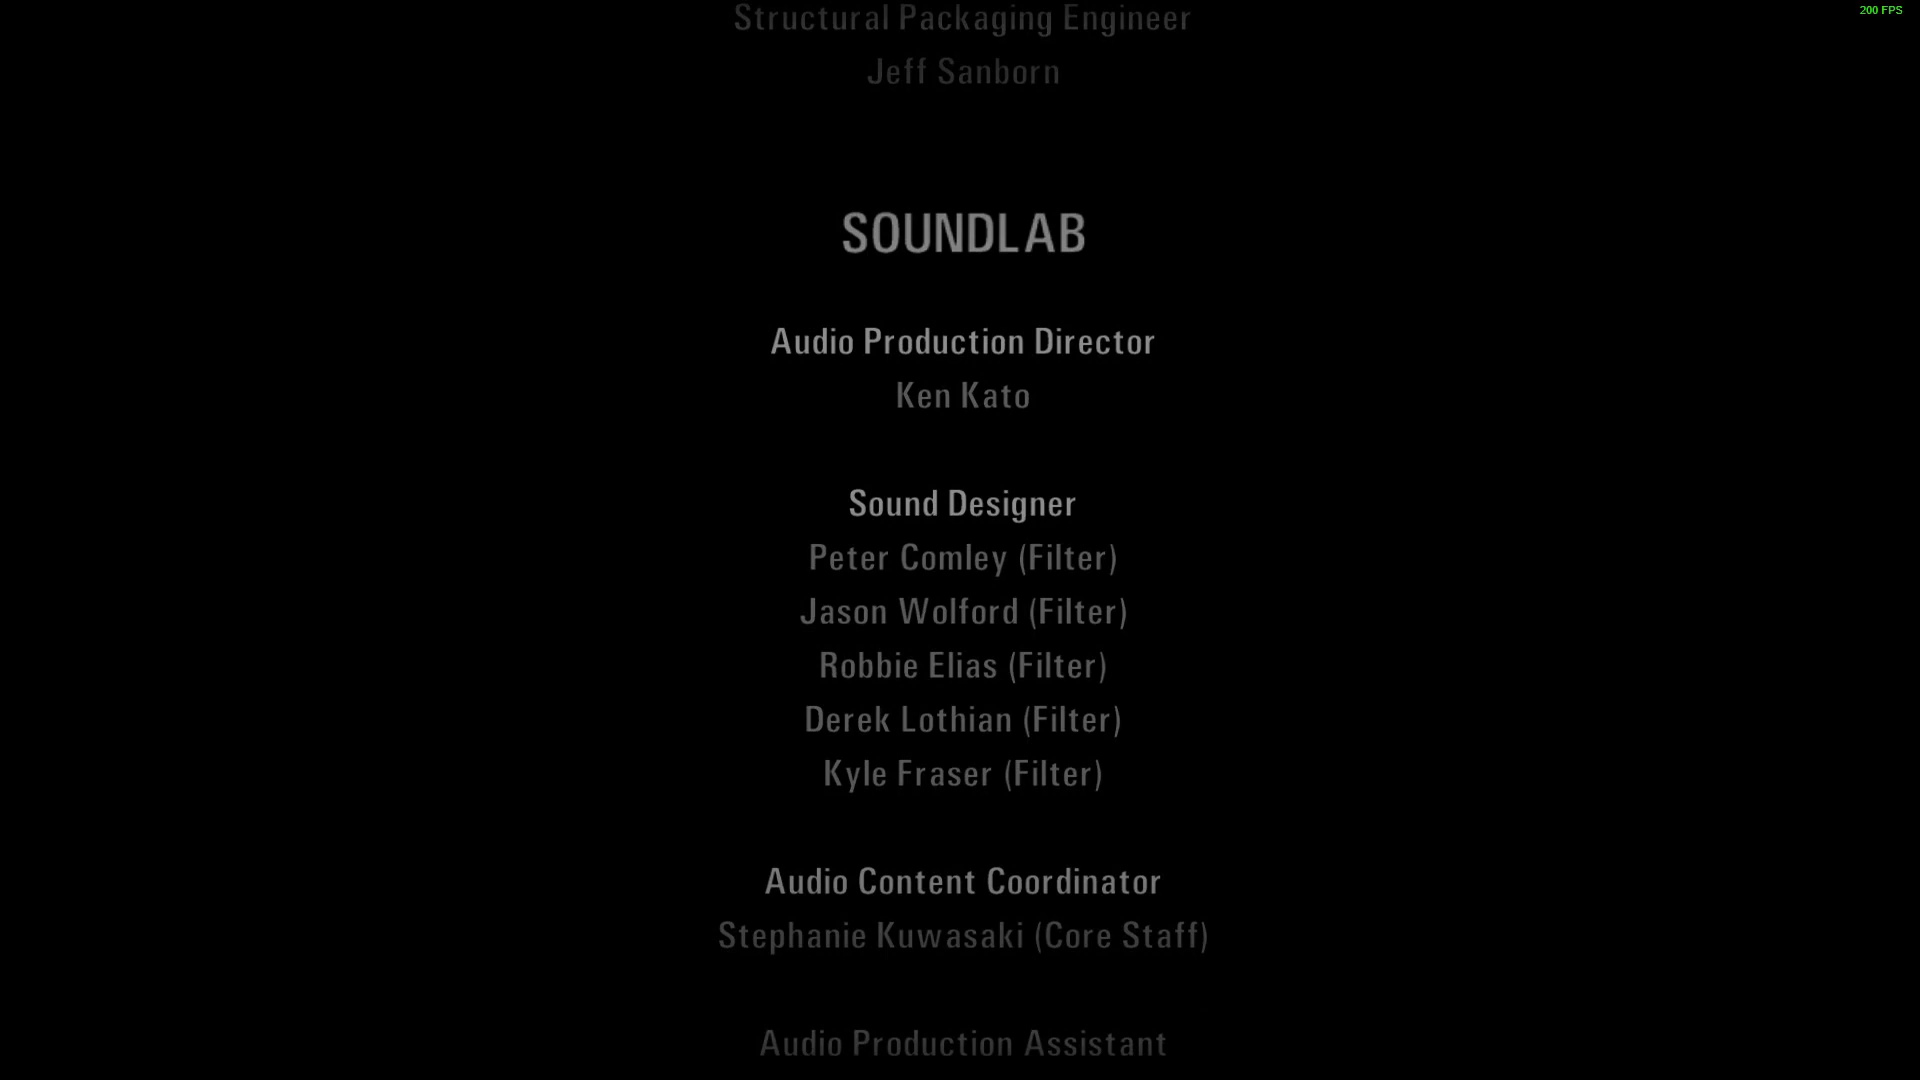 200 FPS
Structural Packaging Engineer
Jeff Sanborn
SOUNDLAB
Audio Production Director
Ken Kato
Sound Designer
Peter Comley (Filter)
Jason Wolford (Filter)
Robbie Elias (Filter)
Derek Lothian (Filter)
Kyle Fraser (Filter)
Audio Content Coordinator
Stephanie Kuwasaki (Core Staff)
Audio Production Assistant